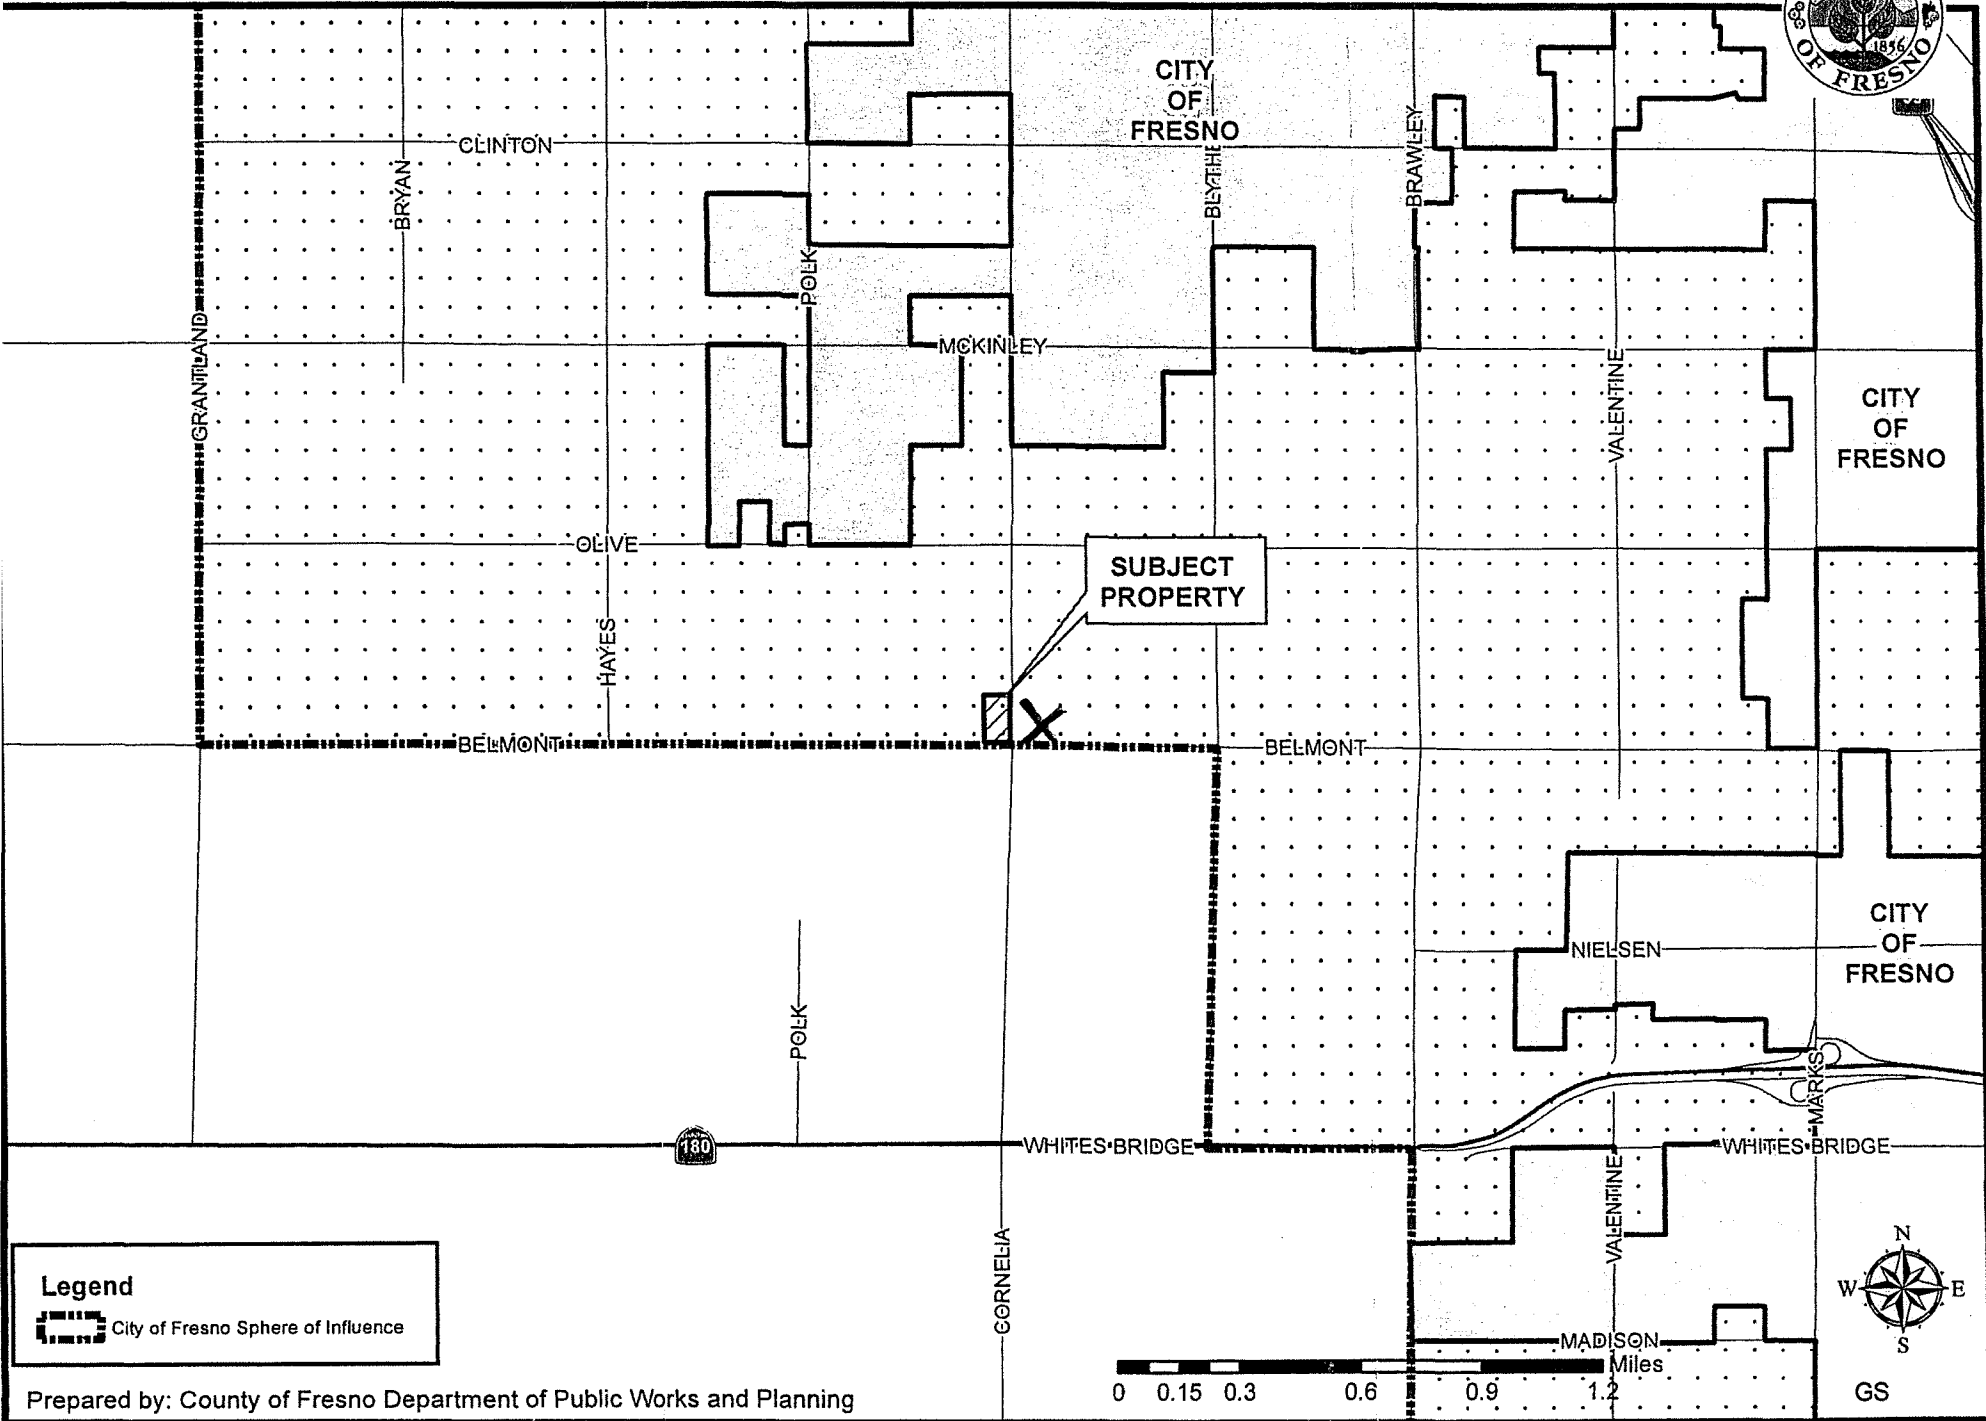 1856
OF FRESNO
CITY
OF
FRESNO
CLINTON
BRYAN
BLYTHE
BRAWLEY
POLK
GRANTLAND
MCKINLEY
VALENTINE
CITY
OF
FRESNO
OLIVE
SUBJECT
PROPERTY
HAYES
BELMONT
BELMONT
CITY
OF
FRESNO
NIELSEN
POLK
MARKS
180
WHITES BRIDGE
WHITES BRIDGE
VALENTINE
CORNELIA
N
W E
S
Legend
City of Fresno Sphere of Influence
MADISON
Miles
0 0.15 0.3 0.6 0.9 1.2
GS
Prepared by: County of Fresno Department of Public Works and Planning